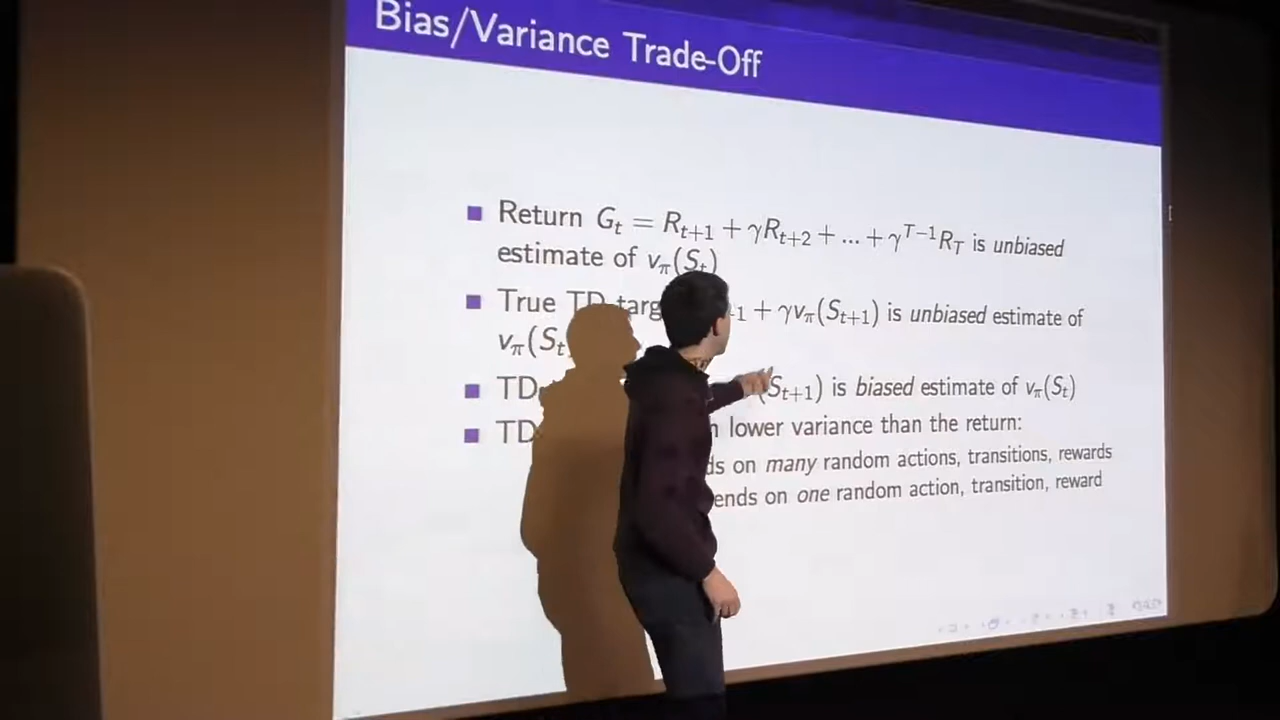 Bias/Variance Trade-Off
■ Return G_t = R_{t+1} + γR_{t+2} + ... + γ^{T−1}R_T is unbiased
estimate of v_π(S_t)
■ True TD targ 1 + γv_π(S_{t+1}) is unbiased estimate of
v_π(S_t
■ TD (S_{t+1}) is biased estimate of v_π(S_t)
■ TD lower variance than the return:
on many random actions, transitions, rewards
ends on one random action, transition, reward